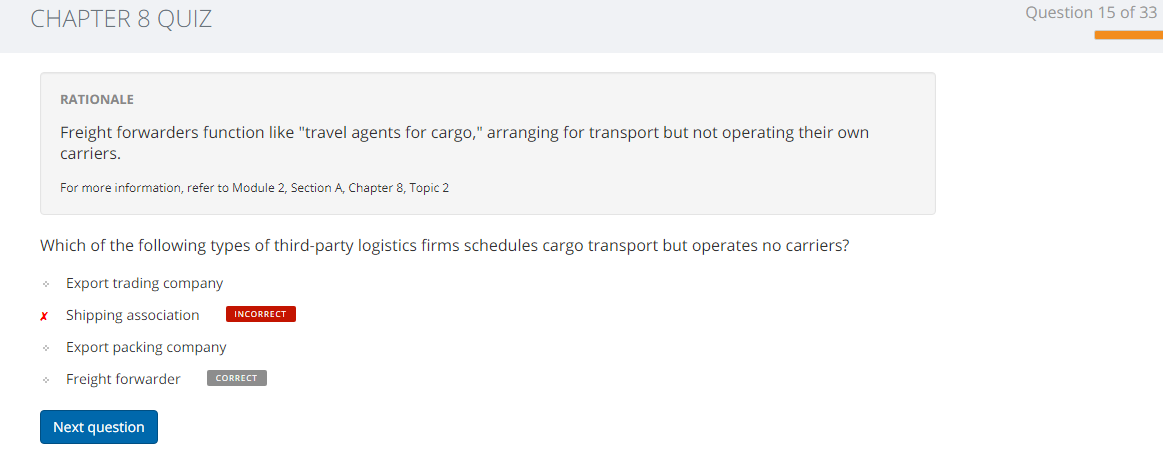 CHAPTER 8 QUIZ
Question 15 of 33
RATIONALE
Freight forwarders function like "travel agents for cargo," arranging for transport but not operating their own
carriers.
For more information, refer to Module 2, Section A, Chapter 8, Topic 2
Which of the following types of third-party logistics firms schedules cargo transport but operates no carriers?
Export trading company
✗ Shipping association INCORRECT
Export packing company
Freight forwarder CORRECT
Next question